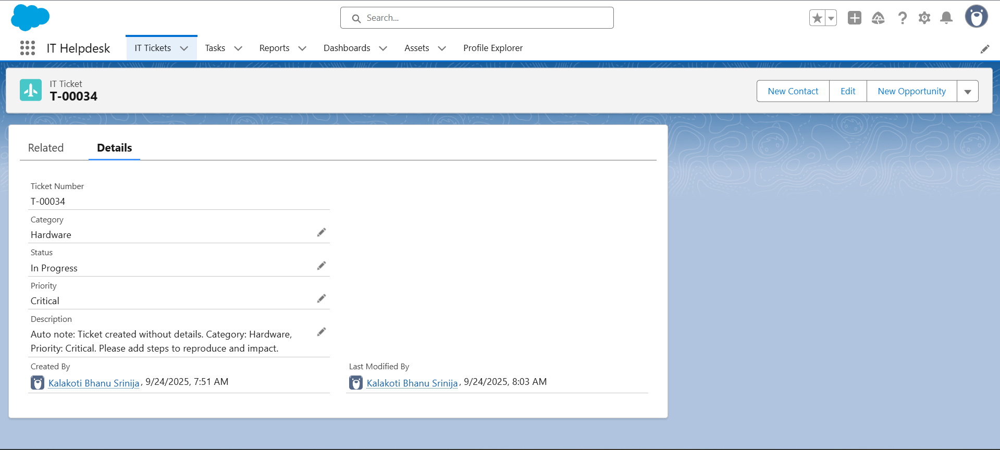 Search...
IT Helpdesk
IT Tickets
Tasks
Reports
Dashboards
Assets
Profile Explorer
IT Ticket
T-00034
New Contact
Edit
New Opportunity
Related
Details
Ticket Number
T-00034
Category
Hardware
Status
In Progress
Priority
Critical
Description
Auto note: Ticket created without details. Category: Hardware,
Priority: Critical. Please add steps to reproduce and impact.
Created By
Kalakoti Bhanu Srinija, 9/24/2025, 7:51 AM
Last Modified By
Kalakoti Bhanu Srinija, 9/24/2025, 8:03 AM